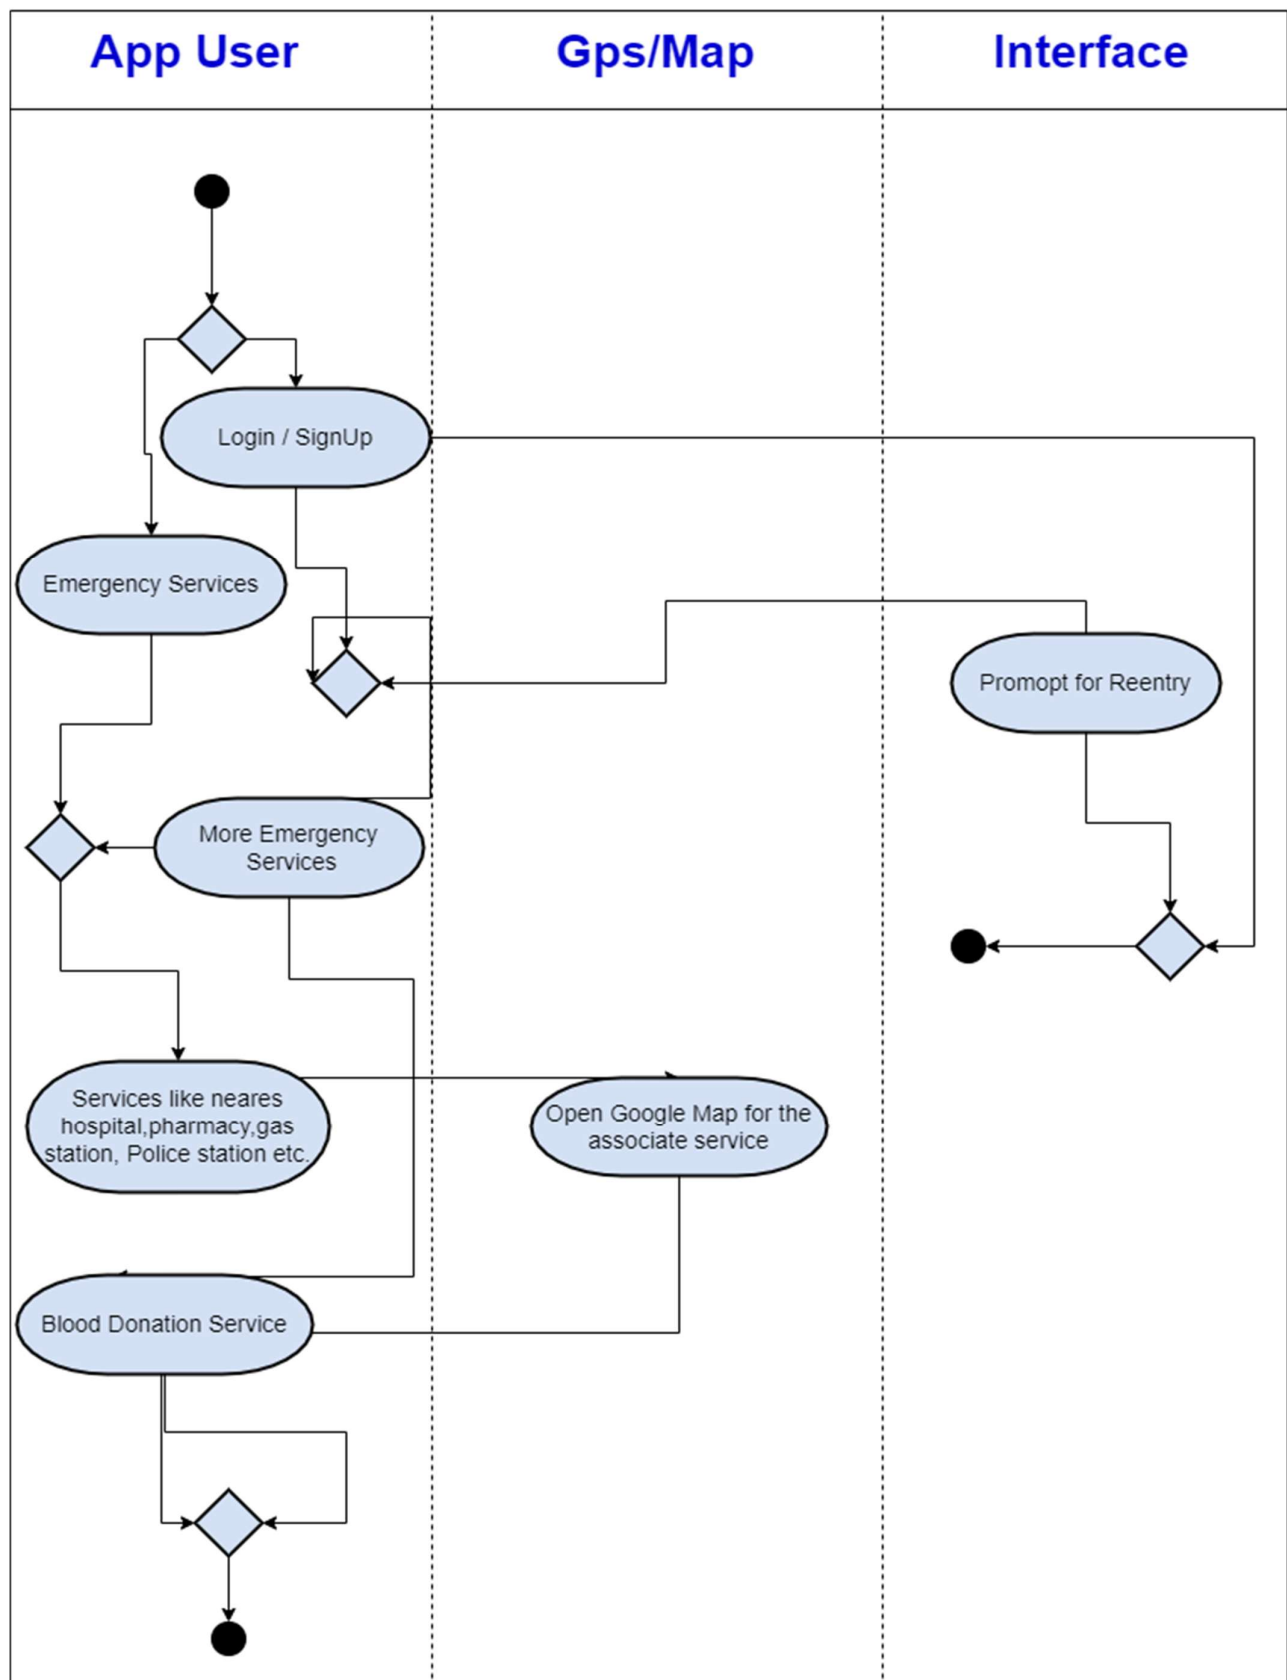 App User
Gps/Map
Interface
Login / SignUp
Emergency Services
Promopt for Reentry
More Emergency
Services
Services like neares
hospital,pharmacy,gas
station, Police station etc.
Open Google Map for the
associate service
Blood Donation Service